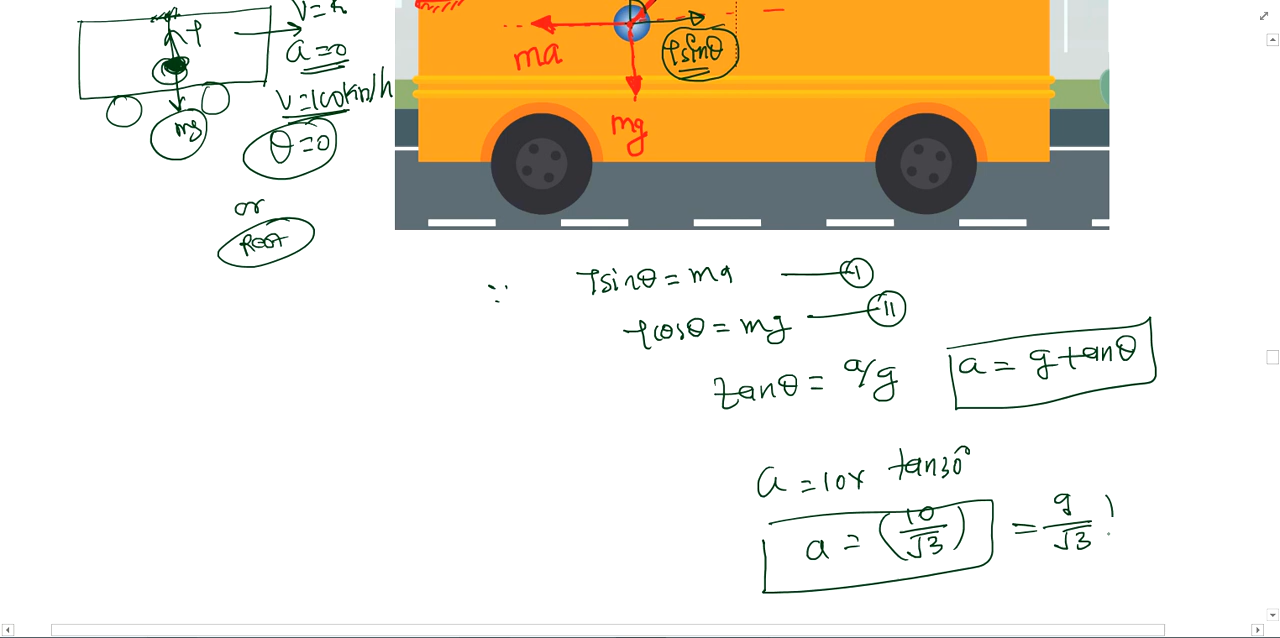 V=k
T
a=0
V=100km/h
mg
θ=0
or
Rest
ma
Tsinθ
mg
∵ Tsinθ = ma — I
Tcosθ = mg — II
tanθ = a/g
a = g tanθ
a = 10x tan30°
a = (10/√3) = g/√3